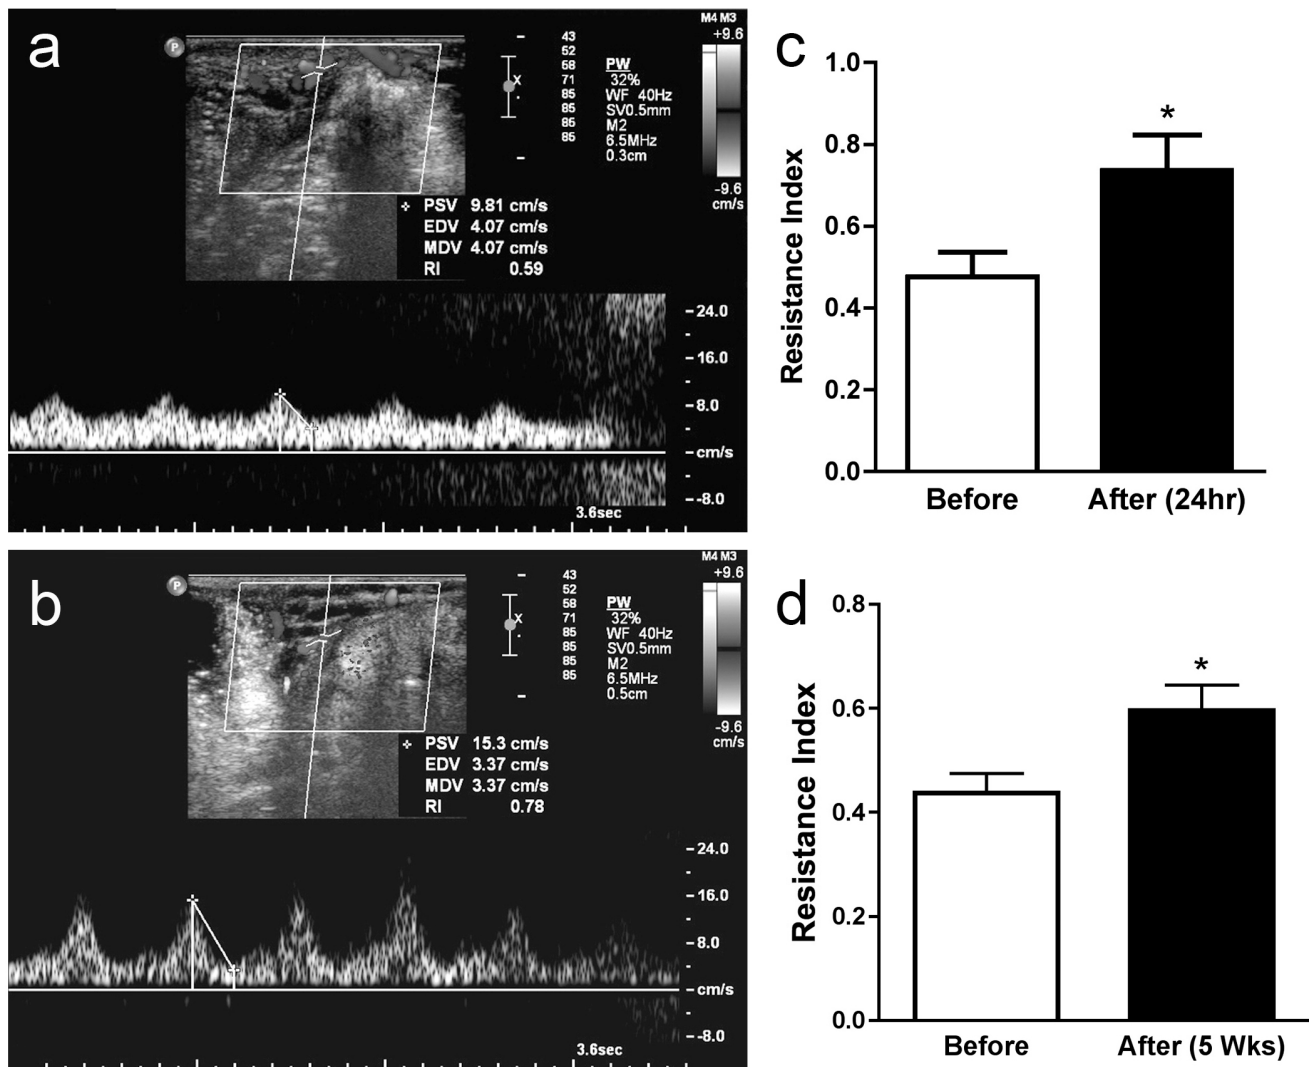 a
P
43
52
58
71
85
85
85
85
X
PW
32%
WF 40Hz
SV0.5mm
M2
6.5MHz
0.3cm
M4 M3
+9.6
-9.6
cm/s
PSV 9.81 cm/s
EDV 4.07 cm/s
MDV 4.07 cm/s
RI 0.59
24.0
16.0
8.0
cm/s
-8.0
3.6sec
b
P
43
52
58
71
85
85
85
85
X
PW
32%
WF 40Hz
SV0.5mm
M2
6.5MHz
0.5cm
M4 M3
+9.6
-9.6
cm/s
PSV 15.3 cm/s
EDV 3.37 cm/s
MDV 3.37 cm/s
RI 0.78
24.0
16.0
8.0
cm/s
-8.0
3.6sec
c
Resistance Index
1.0
0.8
0.6
0.4
0.2
0.0
*
Before After (24hr)
d
Resistance Index
0.8
0.6
0.4
0.2
0.0
*
Before After (5 Wks)